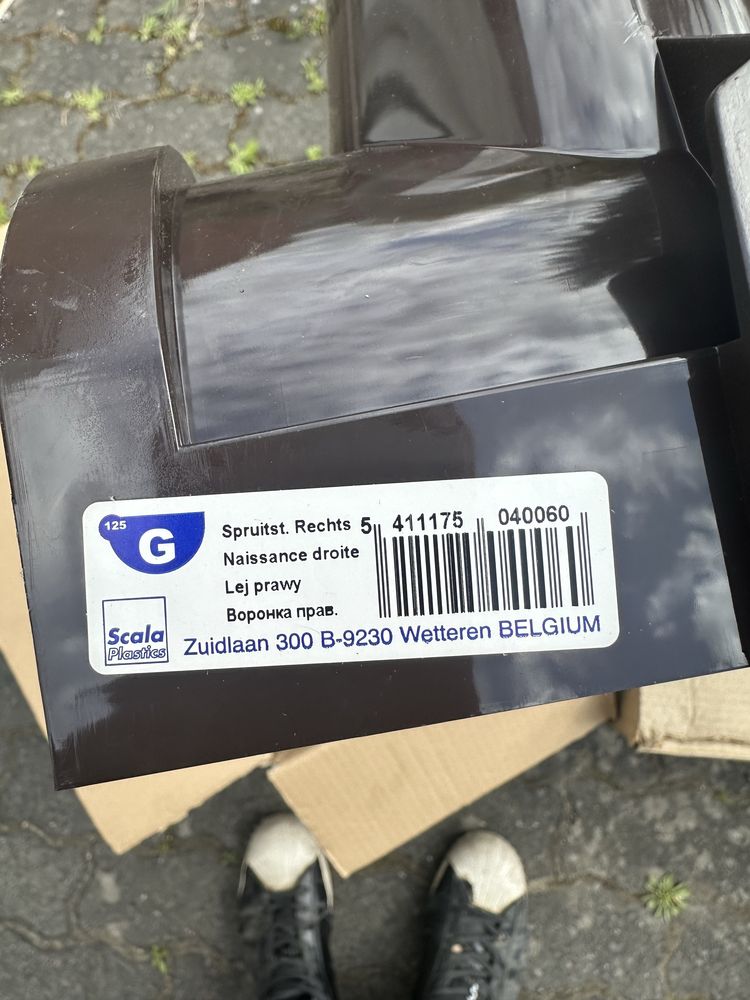 125
G
Spruitst. Rechts
Naissance droite
Lej prawy
Воронка прав.
5 411175 040060
Scala
Plastics
Zuidlaan 300 B-9230 Wetteren BELGIUM